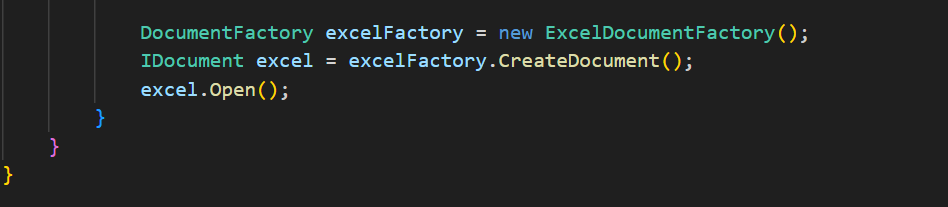 DocumentFactory excelFactory = new ExcelDocumentFactory();
IDocument excel = excelFactory.CreateDocument();
excel.Open();
}
}
}